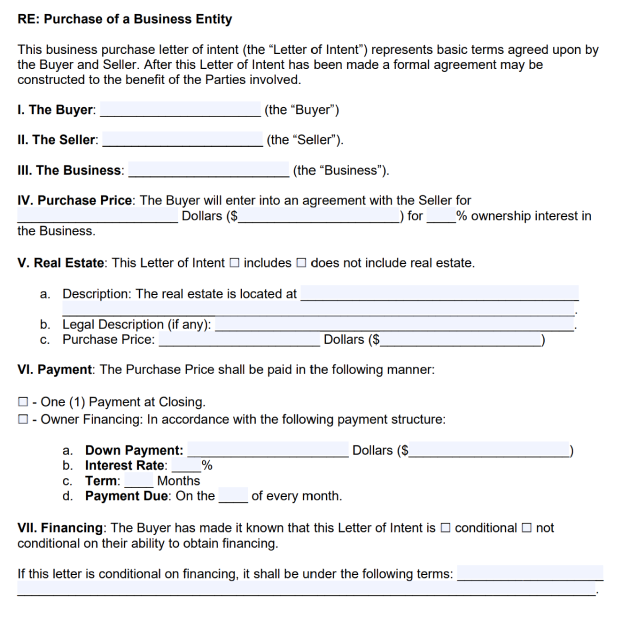 RE: Purchase of a Business Entity
This business purchase letter of intent (the “Letter of Intent”) represents basic terms agreed upon by
the Buyer and Seller. After this Letter of Intent has been made a formal agreement may be
constructed to the benefit of the Parties involved.
I. The Buyer: ______________________ (the “Buyer”)
II. The Seller: ______________________ (the “Seller”).
III. The Business: ______________________ (the “Business”).
IV. Purchase Price: The Buyer will enter into an agreement with the Seller for
______________________ Dollars ($______________________) for ____% ownership interest in
the Business.
V. Real Estate: This Letter of Intent ☐ includes ☐ does not include real estate.
a. Description: The real estate is located at ______________________________________
______________________________________________________________________.
b. Legal Description (if any): _________________________________________________.
c. Purchase Price: ______________________ Dollars ($______________________)
VI. Payment: The Purchase Price shall be paid in the following manner:
☐ - One (1) Payment at Closing.
☐ - Owner Financing: In accordance with the following payment structure:
a. Down Payment: ______________________ Dollars ($______________________)
b. Interest Rate: ____%
c. Term: ____ Months
d. Payment Due: On the ____ of every month.
VII. Financing: The Buyer has made it known that this Letter of Intent is ☐ conditional ☐ not
conditional on their ability to obtain financing.
If this letter is conditional on financing, it shall be under the following terms: ____________________
________________________________________________________________________________.